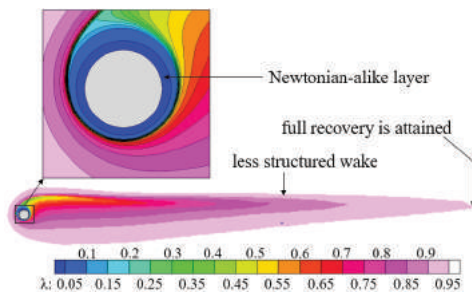 Newtonian-alike layer
full recovery is attained
less structured wake
0.1 0.2 0.3 0.4 0.5 0.6 0.7 0.8 0.9
λ: 0.05 0.15 0.25 0.35 0.45 0.55 0.65 0.75 0.85 0.95